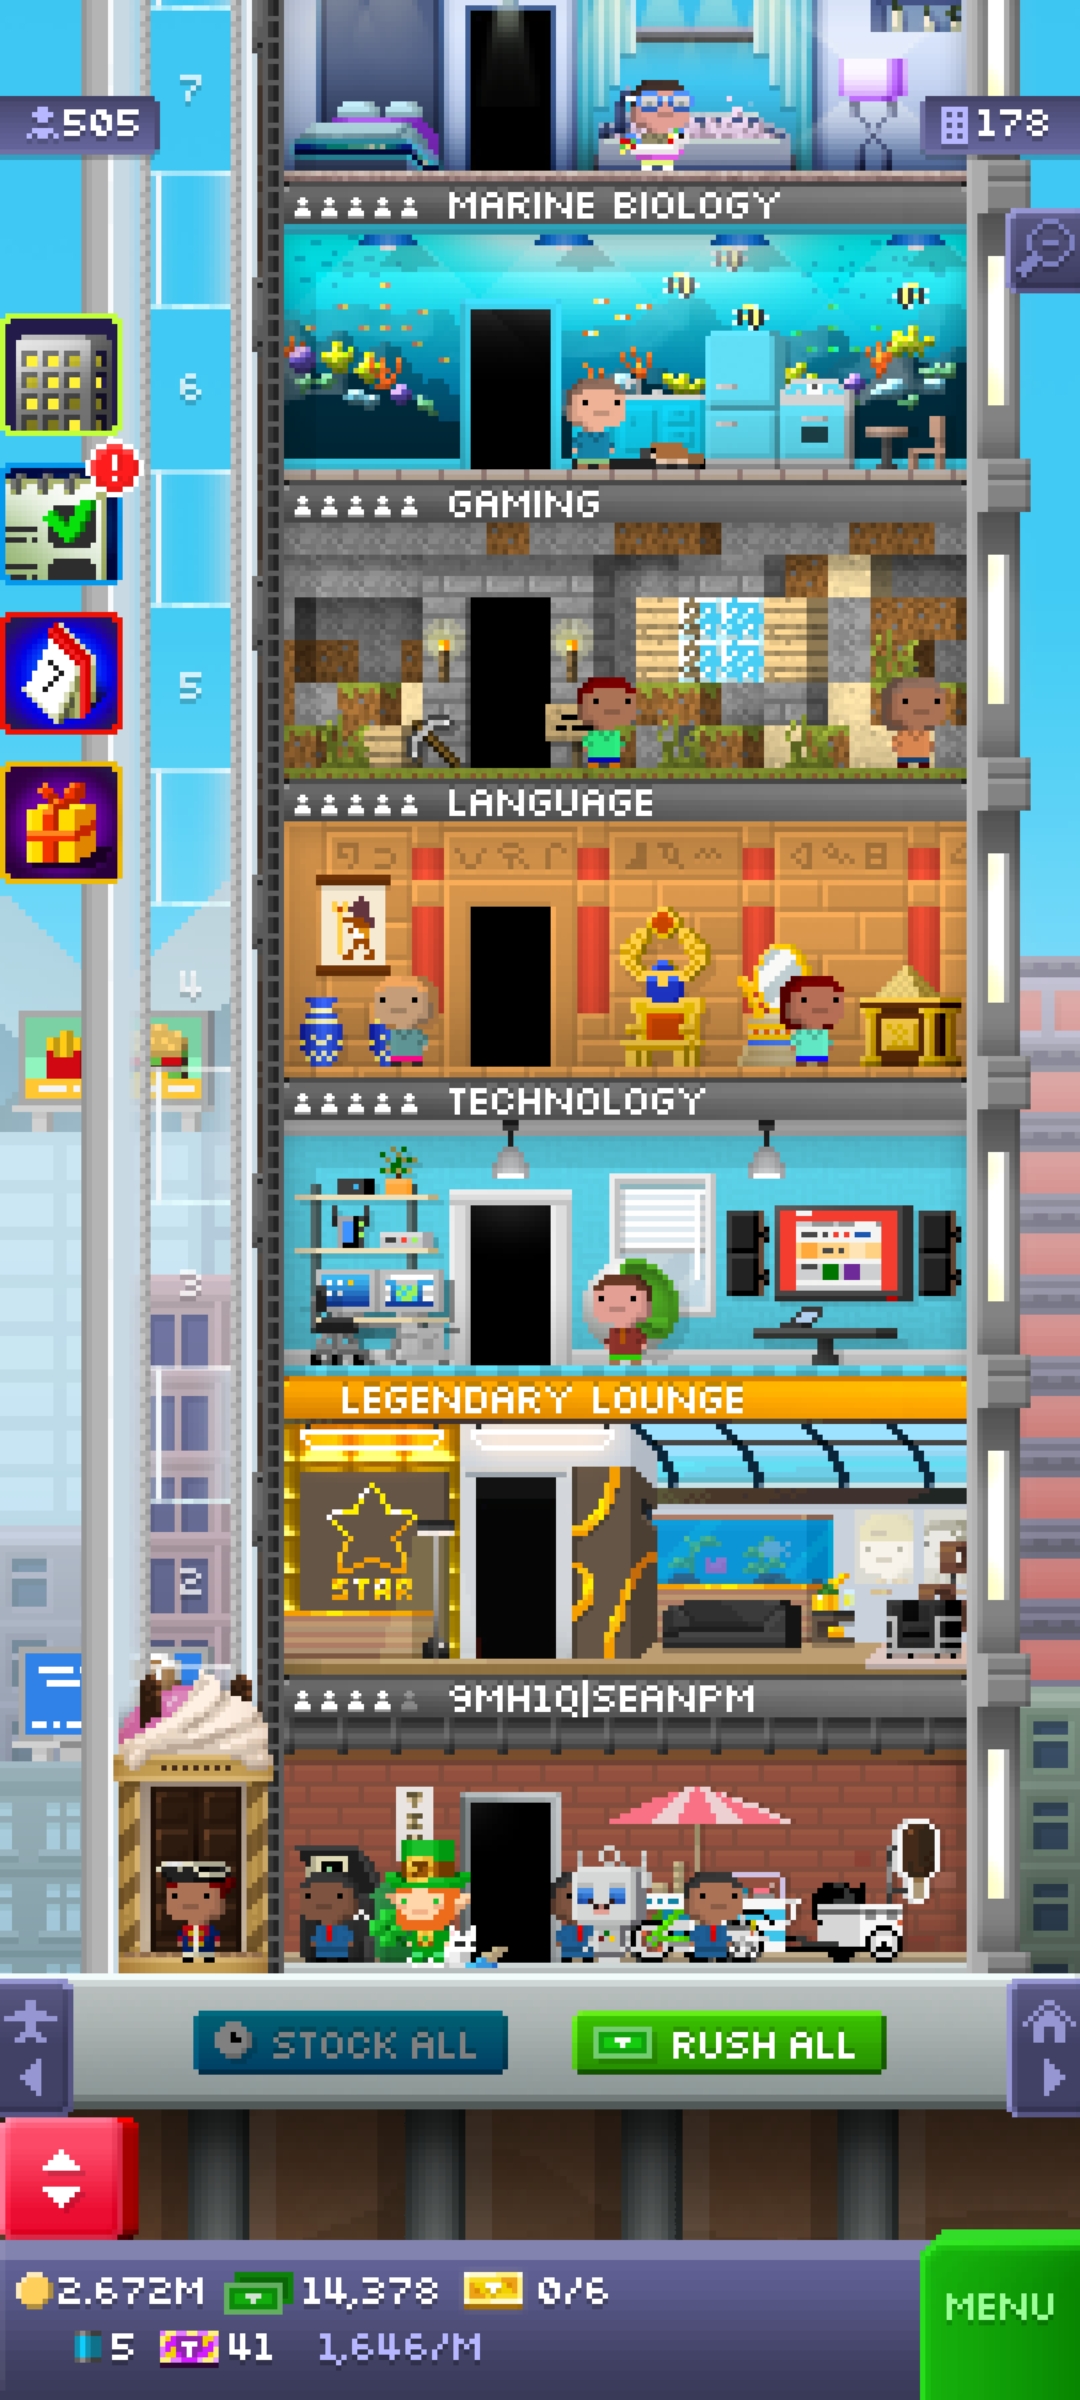 7
505
178
MARINE BIOLOGY
6
GAMING
5
LANGUAGE
4
TECHNOLOGY
3
LEGENDARY LOUNGE
STAR
2
9MH1Q|SEANPM
STOCK ALL
RUSH ALL
2.672M
14,378
0/6
MENU
5
41
1,646/M